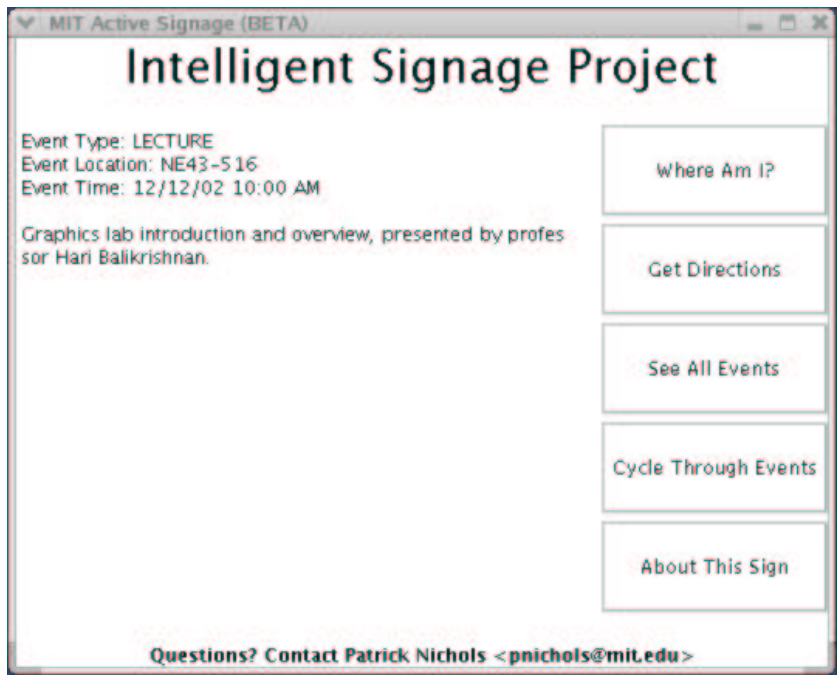 MIT Active Signage (BETA)
Intelligent Signage Project
Event Type: LECTURE
Event Location: NE43-516
Event Time: 12/12/02 10:00 AM
Graphics lab introduction and overview, presented by profes
sor Hari Balikrishnan.
Where Am I?
Get Directions
See All Events
Cycle Through Events
About This Sign
Questions? Contact Patrick Nichols <pnichols@mit.edu>